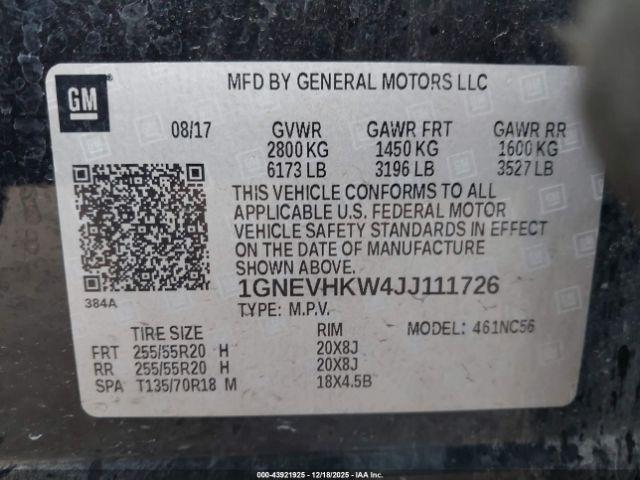 GM
MFD BY GENERAL MOTORS LLC
08/17 GVWR GAWR FRT GAWR RR
2800 KG 1450 KG 1600 KG
6173 LB 3196 LB 3527 LB
THIS VEHICLE CONFORMS TO ALL
APPLICABLE U.S. FEDERAL MOTOR
VEHICLE SAFETY STANDARDS IN EFFECT
ON THE DATE OF MANUFACTURE
SHOWN ABOVE.
384A
1GNEVHKW4JJ111726
TYPE: M.P.V.
TIRE SIZE RIM MODEL: 461NC56
FRT 255/55R20 H 20X8J
RR 255/55R20 H 20X8J
SPA T135/70R18 M 18X4.5B
000-43921925 - 12/18/2025 - IAAI.COM